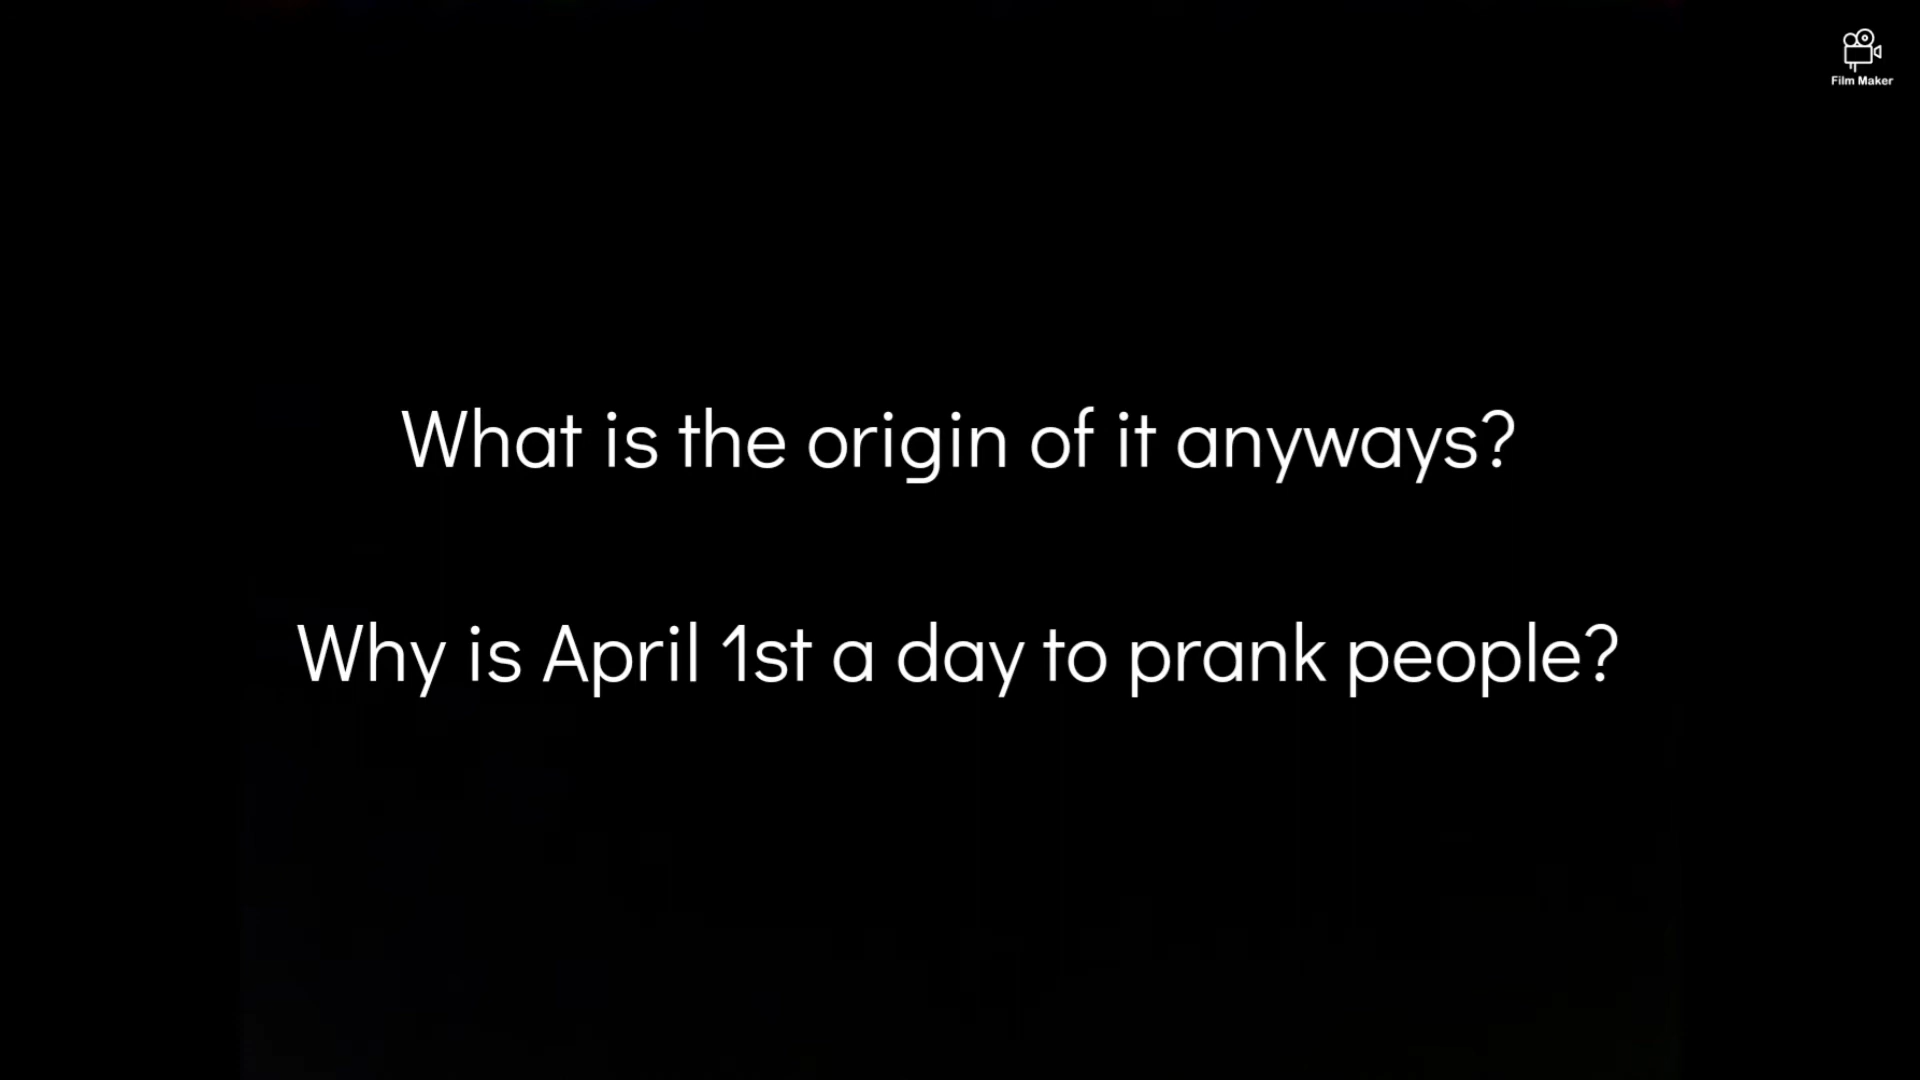 Film Maker
What is the origin of it anyways?
Why is April 1st a day to prank people?